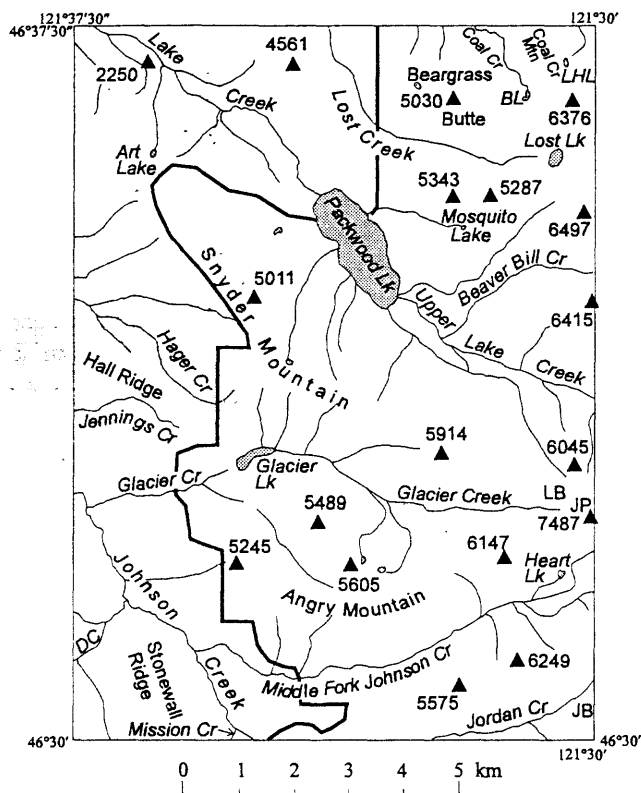 121°37'30"
121°30'
46°37'30"
Lake
Creek
2250
4561
Lost Creek
Coal Cr
Coal
Mtn Cr
Beargrass
5030
Butte
BL
LHL
6376
Lost Lk
Art
Lake
5343
5287
Mosquito
Lake
6497
Packwood Lk
Snyder
Mountain
5011
Upper
Lake
Creek
Beaver Bill Cr
6415
Hager Cr
Hall Ridge
Jennings Cr
5914
6045
Glacier
Lk
Glacier Cr
Glacier Creek
LB
JP
7487
5489
5245
5605
6147
Heart
Lk
Angry Mountain
Johnson
Creek
DC
Stonewall
Ridge
Middle Fork Johnson Cr
6249
5575
Jordan Cr
JB
Mission Cr
46°30'
121°30'
46°30'
0 1 2 3 4 5 km